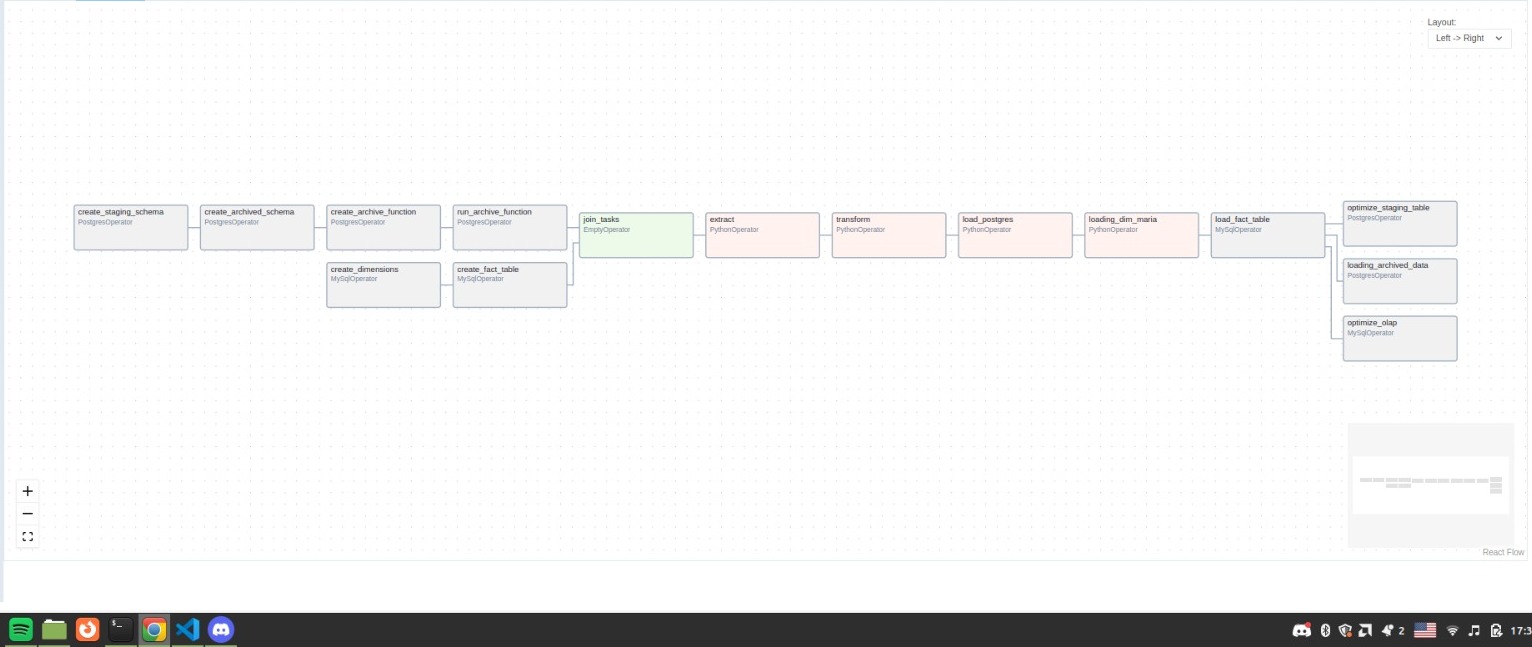 Layout:
Left -> Right
create_staging_schema
PostgresOperator
create_archived_schema
PostgresOperator
create_archive_function
PostgresOperator
run_archive_function
PostgresOperator
create_dimensions
MySqlOperator
create_fact_table
MySqlOperator
join_tasks
EmptyOperator
extract
PythonOperator
transform
PythonOperator
load_postgres
PythonOperator
loading_dim_maria
PythonOperator
load_fact_table
MySqlOperator
optimize_staging_table
PostgresOperator
loading_archived_data
PostgresOperator
optimize_olap
MySqlOperator
React Flow
$_
2
17:3